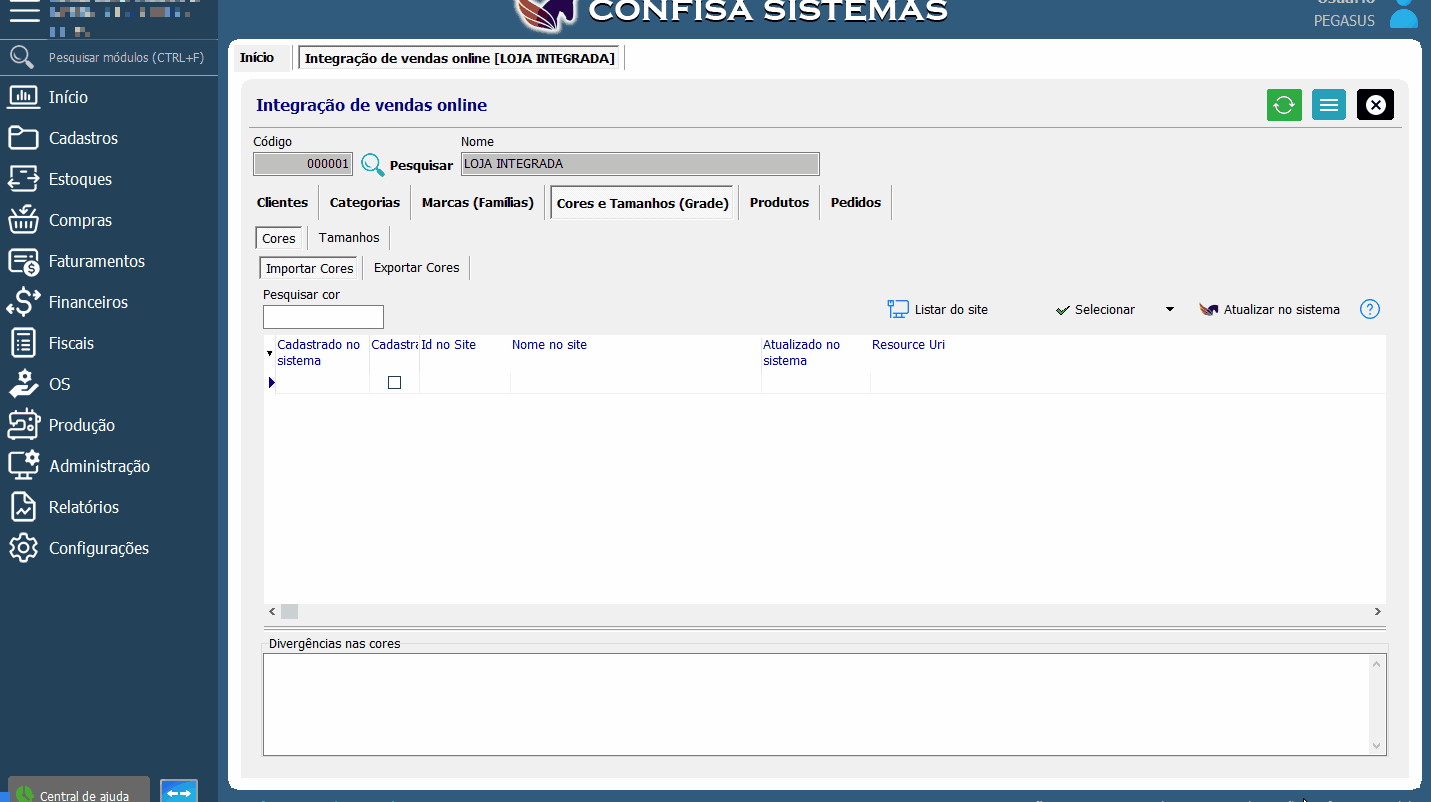 CONFISA SISTEMAS
Usuário
PEGASUS
Pesquisar módulos (CTRL+F)
Início
Cadastros
Estoques
Compras
Faturamentos
Financeiros
Fiscais
OS
Produção
Administração
Relatórios
Configurações
Central de ajuda
Início
Integração de vendas online [LOJA INTEGRADA]
Integração de vendas online
Código
Nome
000001
Pesquisar
LOJA INTEGRADA
Clientes
Categorias
Marcas (Famílias)
Cores e Tamanhos (Grade)
Produtos
Pedidos
Cores
Tamanhos
Importar Cores
Exportar Cores
Pesquisar cor
Listar do site
Selecionar
Atualizar no sistema
?
Cadastrado no
sistema
Cadastra
Id no Site
Nome no site
Atualizado no
sistema
Resource Uri
Divergências nas cores